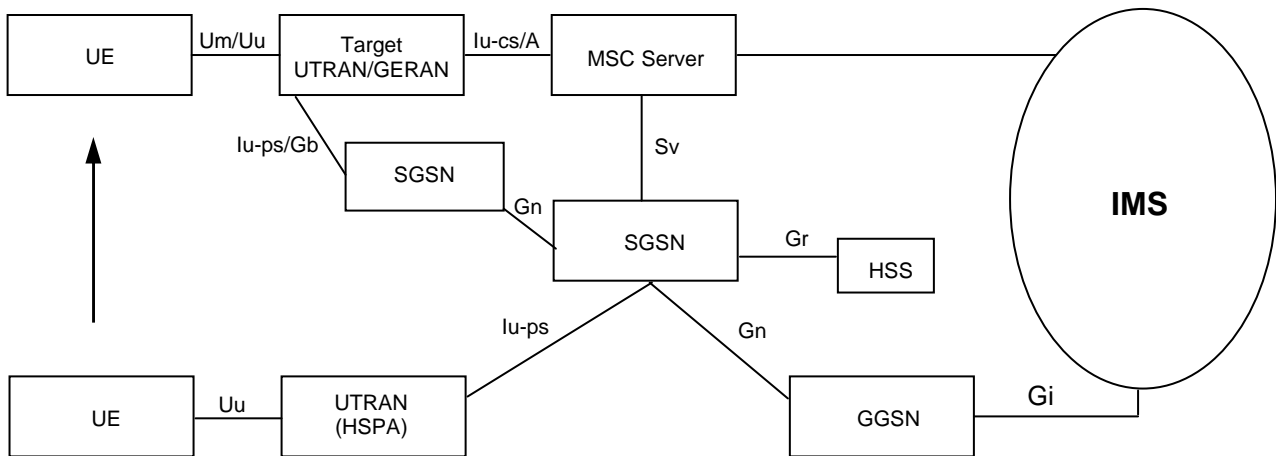 UE
Um/Uu
Target
UTRAN/GERAN
Iu-cs/A
MSC Server
Iu-ps/Gb
SGSN
Sv
Gn
SGSN
Gr
HSS
IMS
Iu-ps
Gn
UE
Uu
UTRAN
(HSPA)
GGSN
Gi